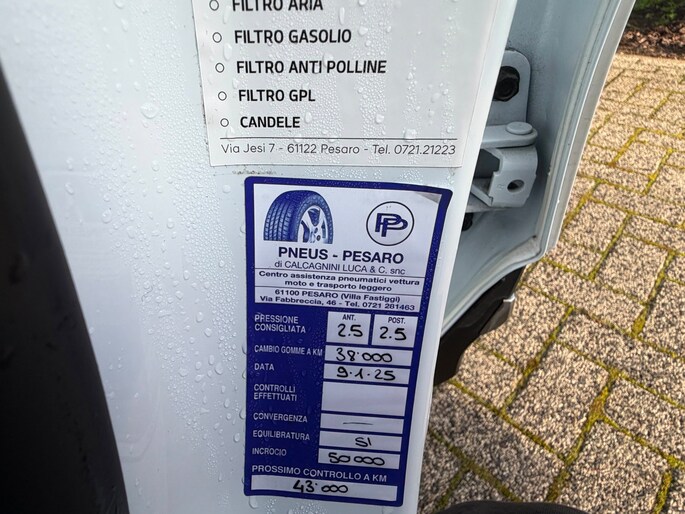 ○ FILTRO ARIA
○ FILTRO GASOLIO
○ FILTRO ANTI POLLINE
○ FILTRO GPL
○ CANDELE
Via Jesi 7 - 61122 Pesaro - Tel. 0721.21223
PP
PNEUS - PESARO
di CALCAGNINI LUCA & C. snc
Centro assistenza pneumatici vettura
moto e trasporto leggero
61100 PESARO (Villa Fastiggi)
Via Fabbreccia, 46 - Tel. 0721 281463
ANT. POST.
PRESSIONE CONSIGLIATA 2.5 2.5
CAMBIO GOMME A KM 38.000
DATA 9.1.25
CONTROLLI
EFFETTUATI
CONVERGENZA —
EQUILIBRATURA SI
INCROCIO 50000
PROSSIMO CONTROLLO A KM
43.000